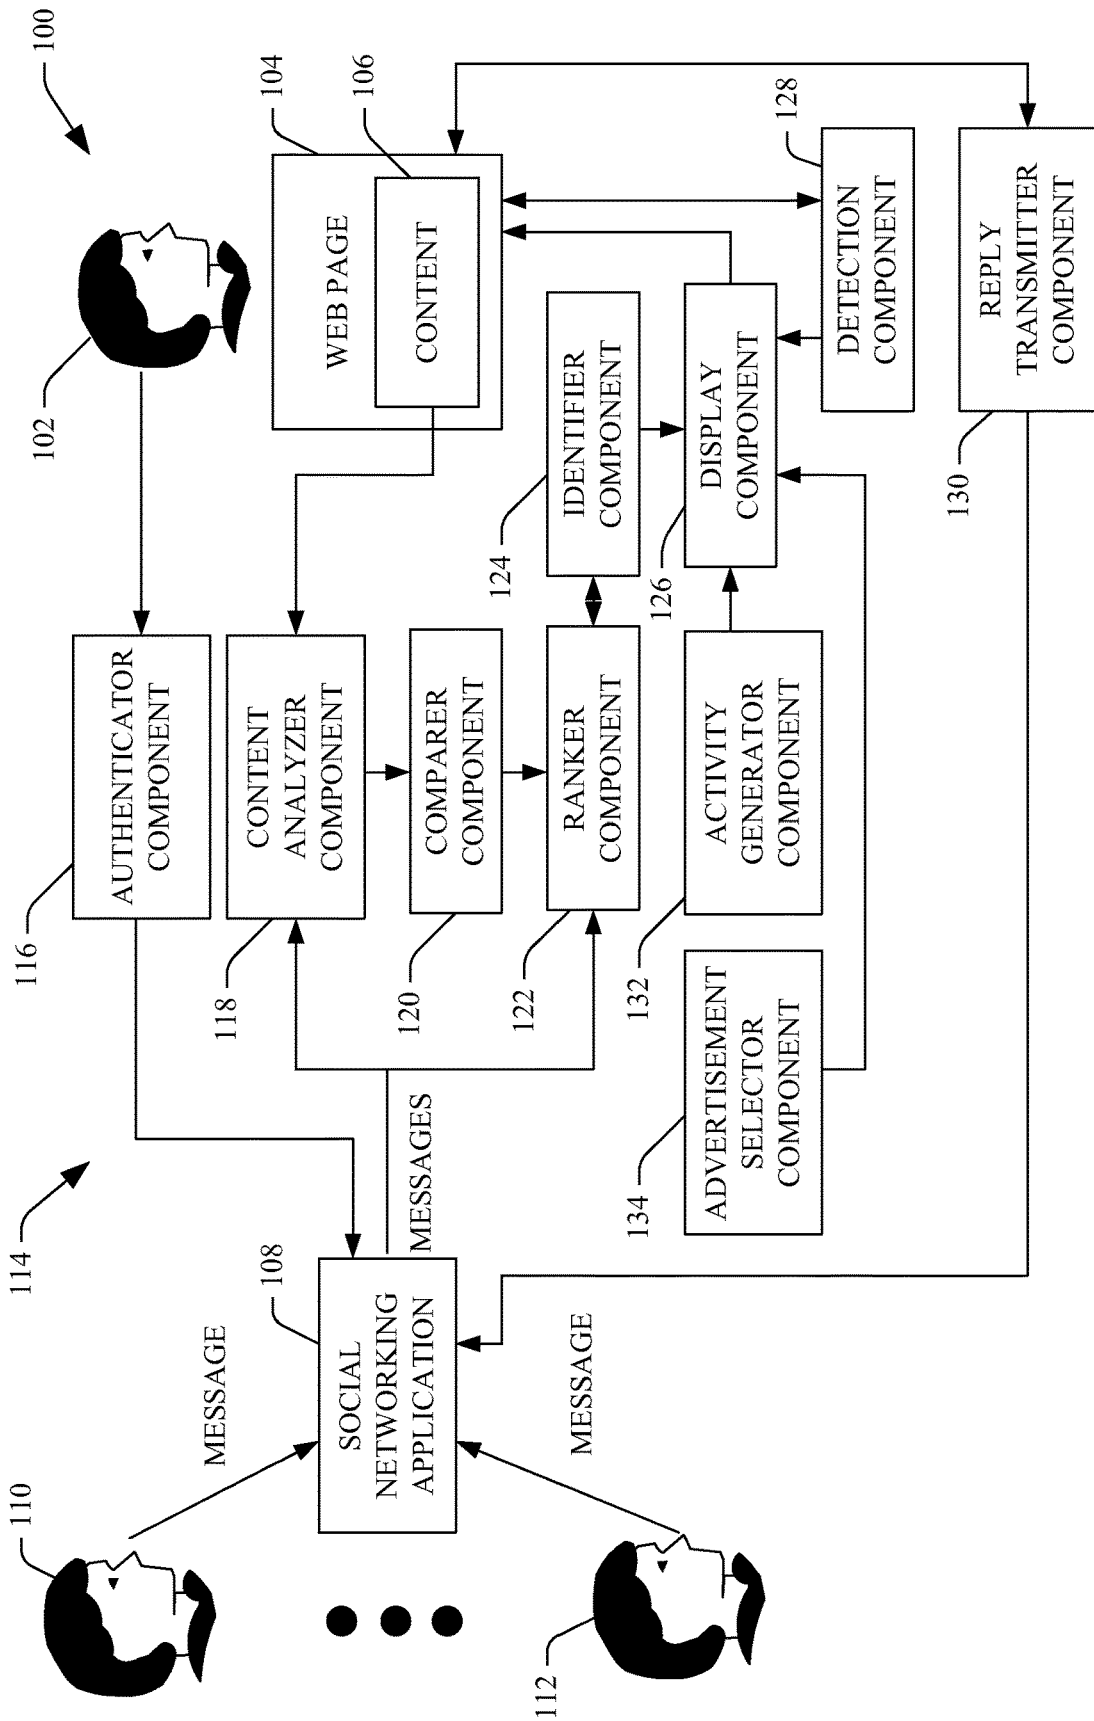 100
102
WEB PAGE
104
CONTENT
106
116
AUTHENTICATOR
COMPONENT
118
CONTENT
ANALYZER
COMPONENT
120
COMPARER
COMPONENT
122
RANKER
COMPONENT
124
IDENTIFIER
COMPONENT
126
DISPLAY
COMPONENT
128
DETECTION
COMPONENT
130
REPLY
TRANSMITTER
COMPONENT
132
ACTIVITY
GENERATOR
COMPONENT
134
ADVERTISEMENT
SELECTOR
COMPONENT
114
MESSAGES
108
SOCIAL
NETWORKING
APPLICATION
MESSAGE
MESSAGE
110
112